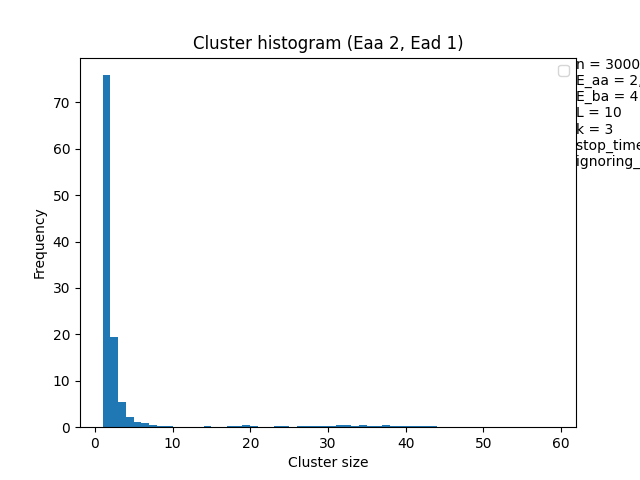 Cluster histogram (Eaa 2, Ead 1)
n = 3000
E_aa = 2,
E_ba = 4
L = 10
k = 3
stop_time
ignoring_
70
60
50
40
30
20
10
0
Frequency
0 10 20 30 40 50 60
Cluster size